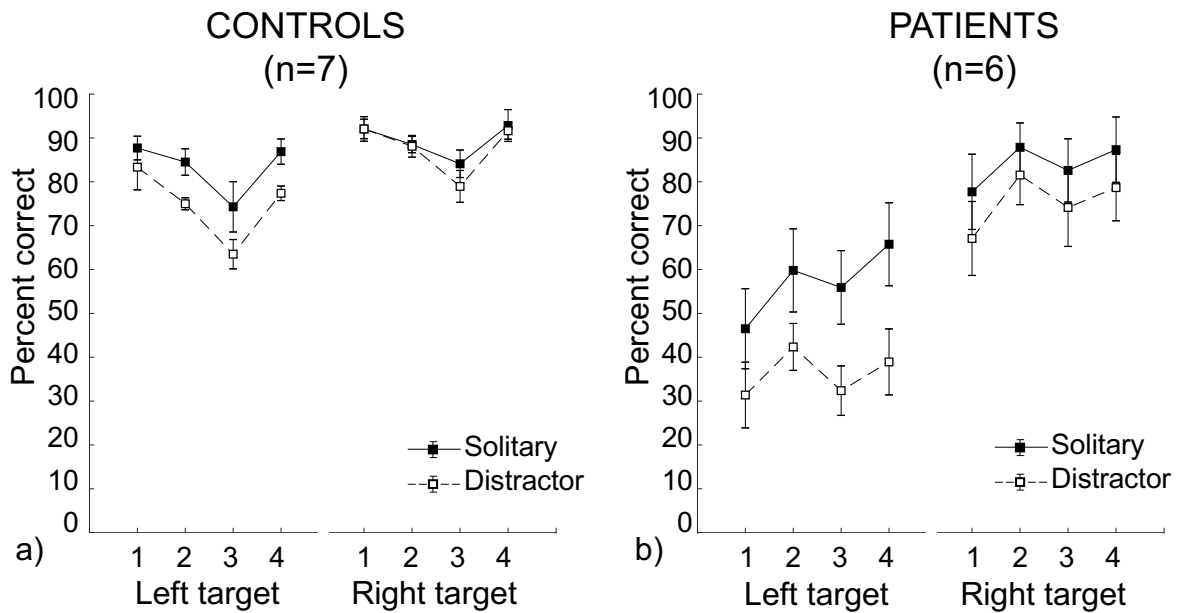 CONTROLS
(n=7)
Percent correct
100
90
80
70
60
50
40
30
20
10
0
Solitary
Distractor
1 2 3 4 1 2 3 4
Left target Right target
a)
PATIENTS
(n=6)
Percent correct
100
90
80
70
60
50
40
30
20
10
0
Solitary
Distractor
1 2 3 4 1 2 3 4
Left target Right target
b)